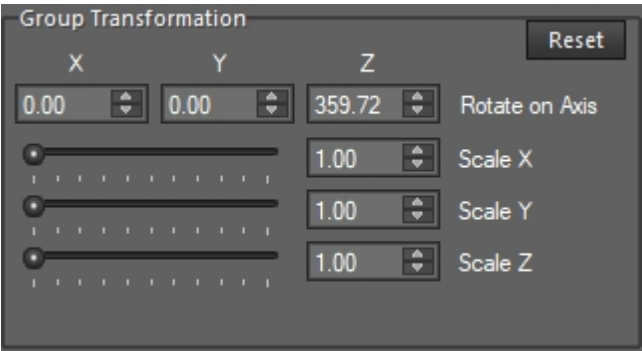 Group Transformation
Reset
X Y Z
0.00 0.00 359.72 Rotate on Axis
1.00 Scale X
1.00 Scale Y
1.00 Scale Z